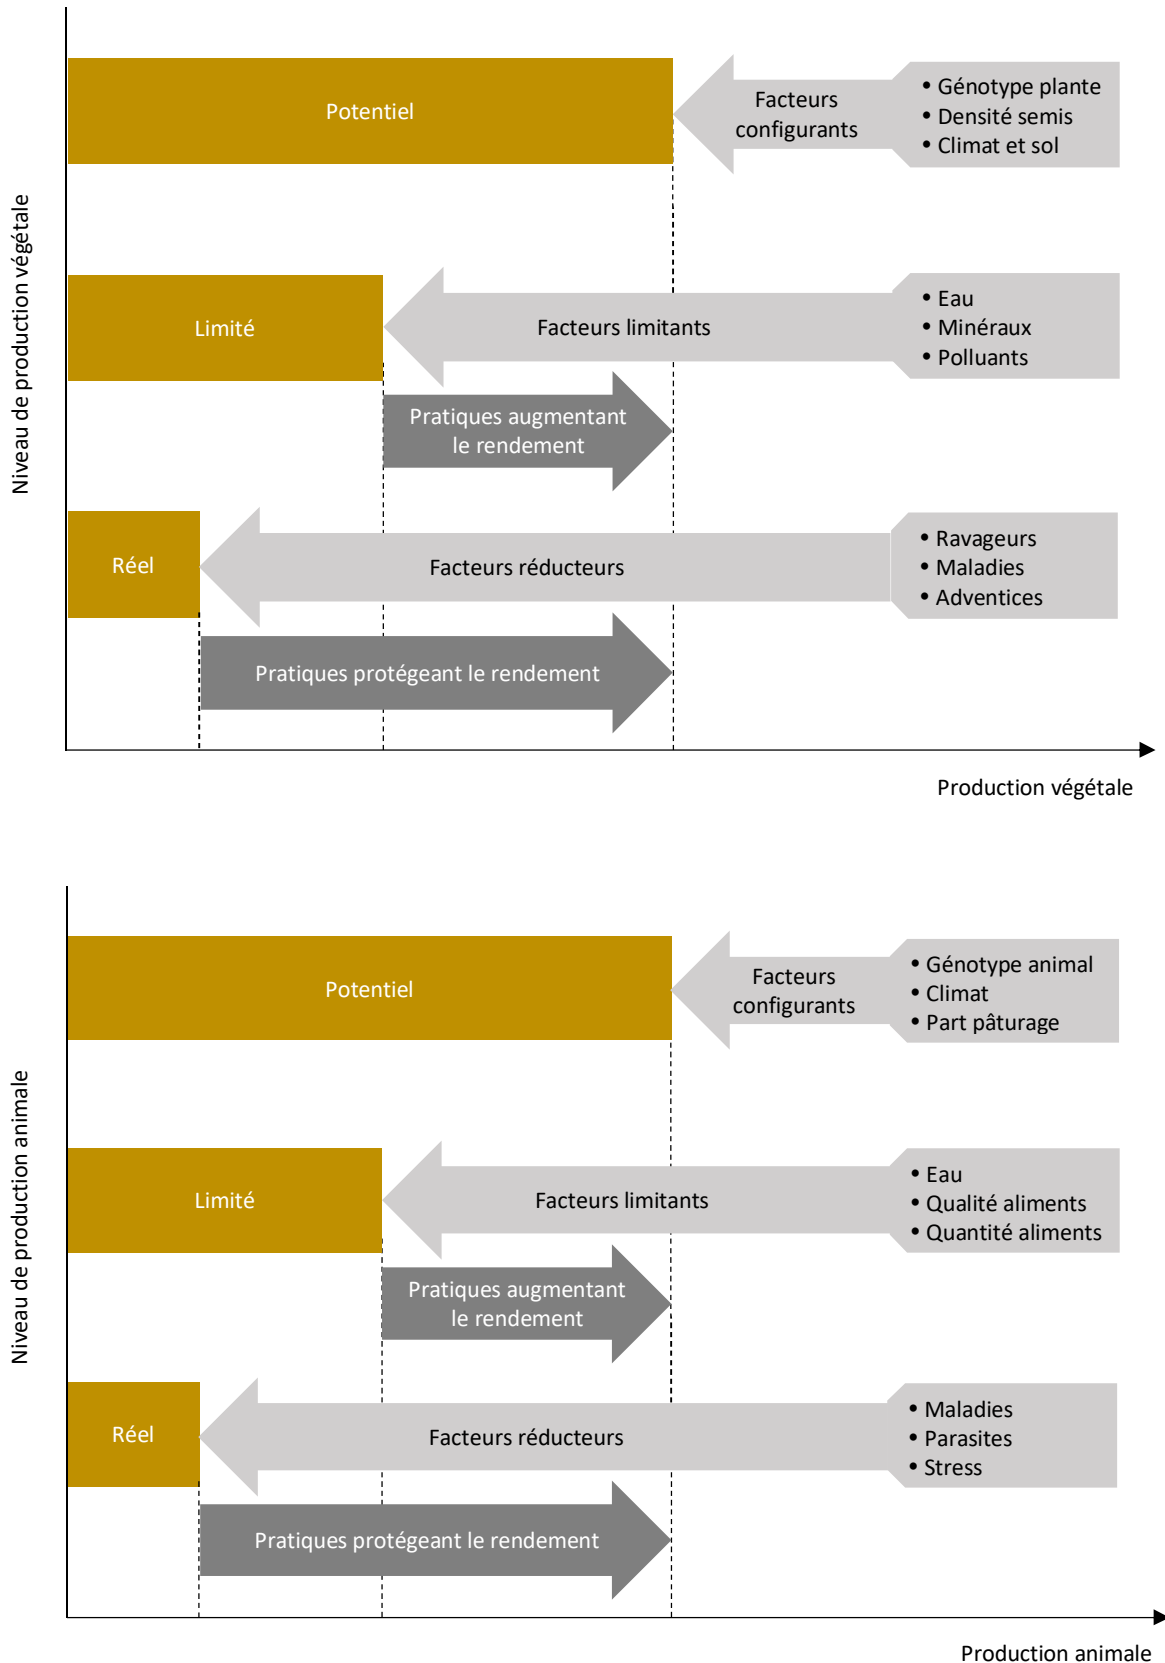 Niveau de production végétale
Potentiel
Facteurs
configurants
• Génotype plante
• Densité semis
• Climat et sol
Limité
Facteurs limitants
• Eau
• Minéraux
• Polluants
Pratiques augmentant
le rendement
Réel
Facteurs réducteurs
• Ravageurs
• Maladies
• Adventices
Pratiques protégeant le rendement
Production végétale
Niveau de production animale
Potentiel
Facteurs
configurants
• Génotype animal
• Climat
• Part pâturage
Limité
Facteurs limitants
• Eau
• Qualité aliments
• Quantité aliments
Pratiques augmentant
le rendement
Réel
Facteurs réducteurs
• Maladies
• Parasites
• Stress
Pratiques protégeant le rendement
Production animale